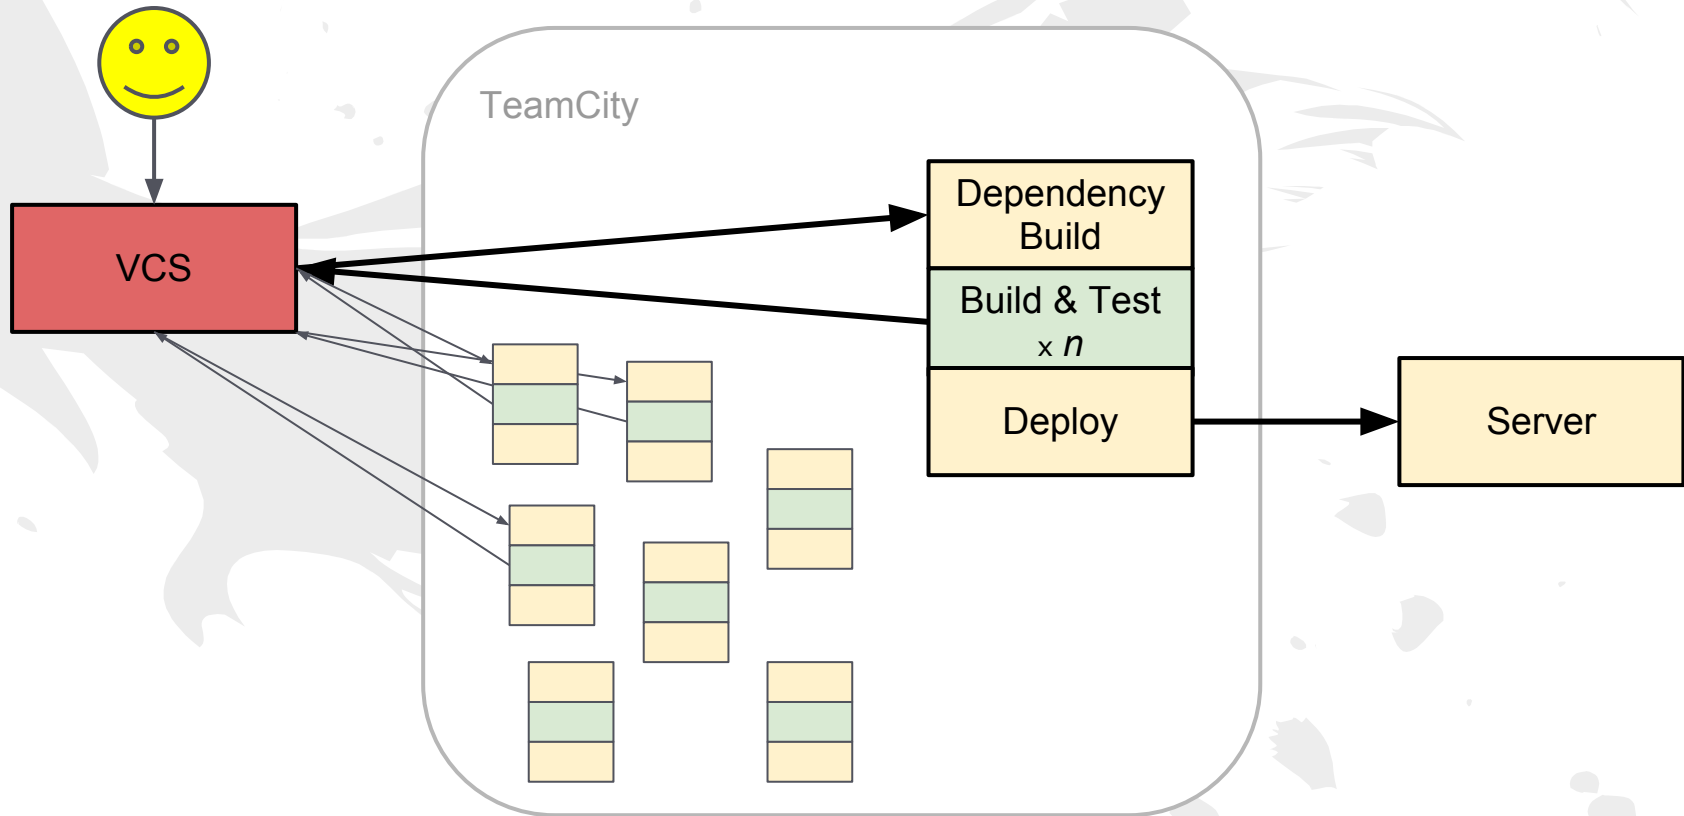 TeamCity
VCS
Dependency
Build
Build & Test
x n
Deploy
Server